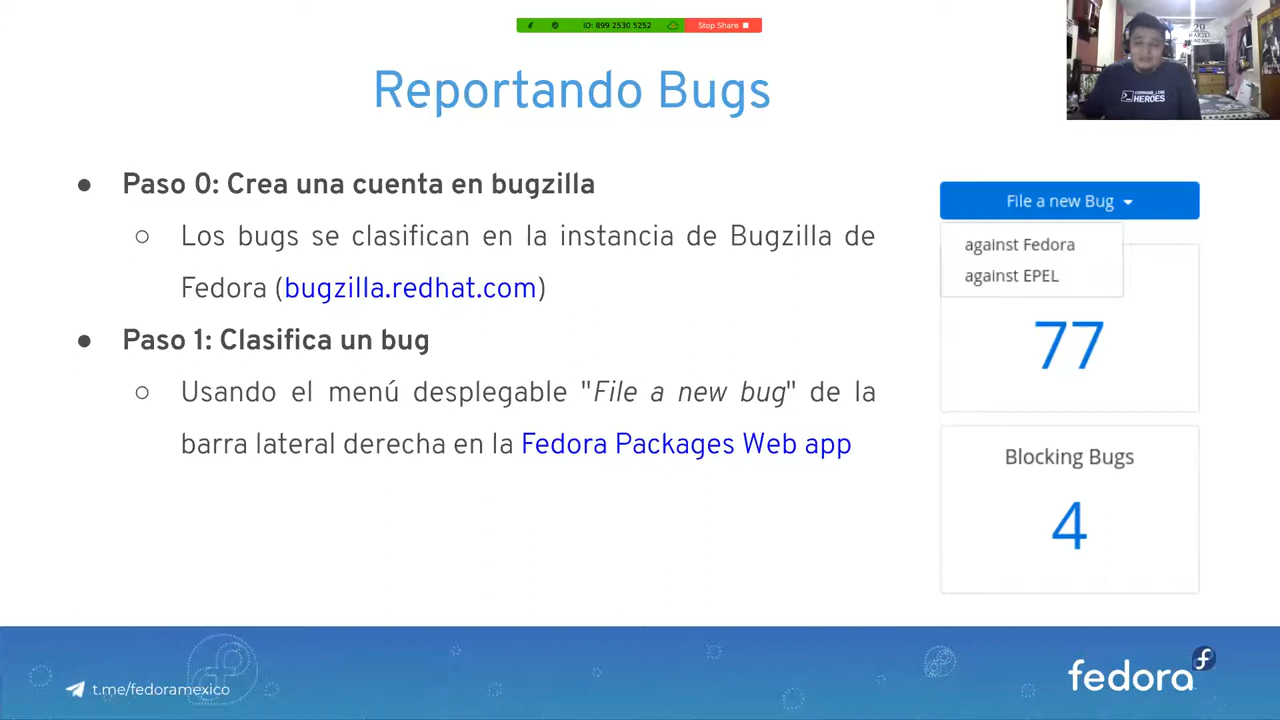 ID: 899 2530 5252
Stop Share
Reportando Bugs
COMMAND_LINE
HEROES
● Paso 0: Crea una cuenta en bugzilla
○ Los bugs se clasifican en la instancia de Bugzilla de
Fedora (bugzilla.redhat.com)
● Paso 1: Clasifica un bug
○ Usando el menú desplegable "File a new bug" de la
barra lateral derecha en la Fedora Packages Web app
File a new Bug
against Fedora
against EPEL
77
Blocking Bugs
4
t.me/fedoramexico
fedora